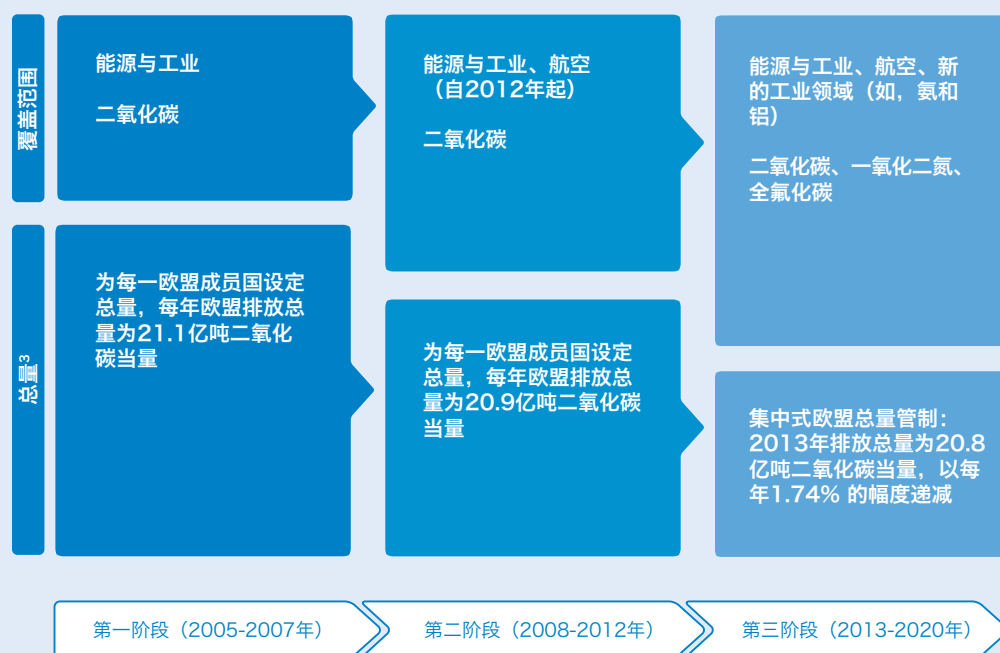 覆盖范围
能源与工业
二氧化碳
能源与工业、航空
（自2012年起）
二氧化碳
能源与工业、航空、新
的工业领域（如，氨和
铝）
二氧化碳、一氧化二氮、
全氟化碳
总量³
为每一欧盟成员国设定
总量，每年欧盟排放总
量为21.1亿吨二氧化
碳当量
为每一欧盟成员国设定
总量，每年欧盟排放总
量为20.9亿吨二氧化碳
当量
集中式欧盟总量管制：
2013年排放总量为20.8
亿吨二氧化碳当量，以每
年1.74% 的幅度递减
第一阶段（2005-2007年）
第二阶段（2008-2012年）
第三阶段（2013-2020年）